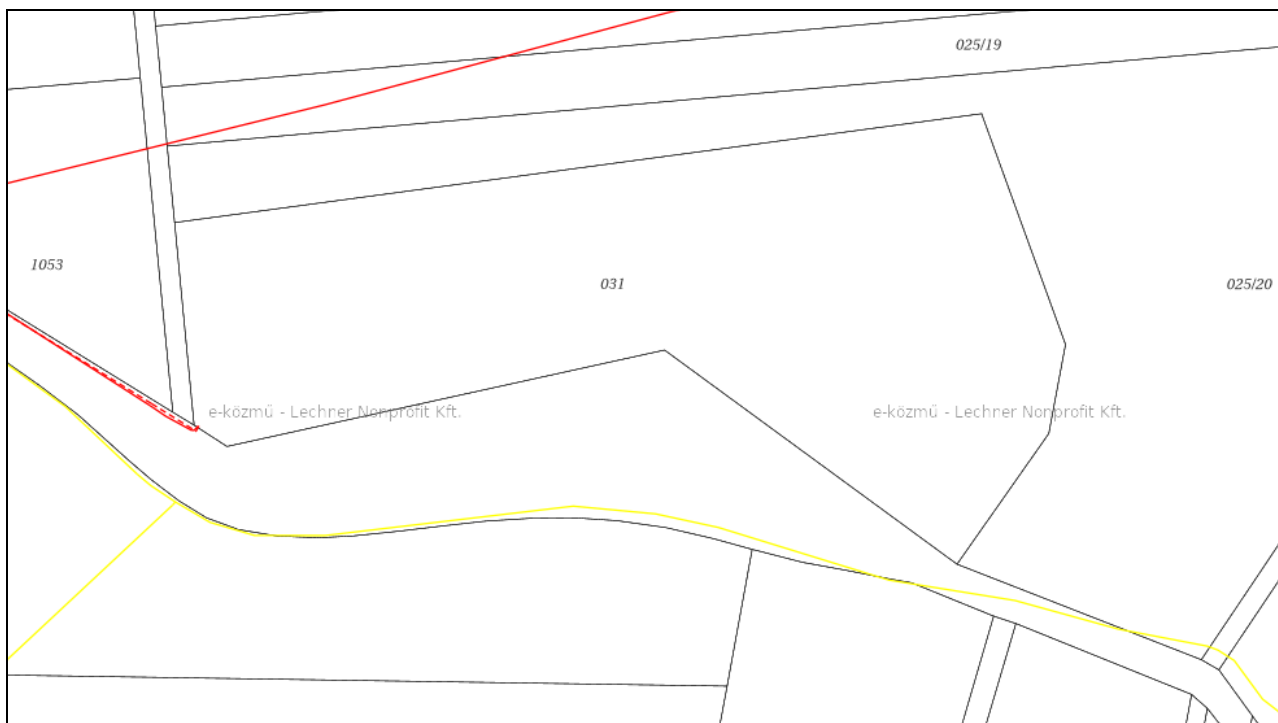 025/19
1053
031
025/20
e-közmű - Lechner Nonprofit Kft.
e-közmű - Lechner Nonprofit Kft.